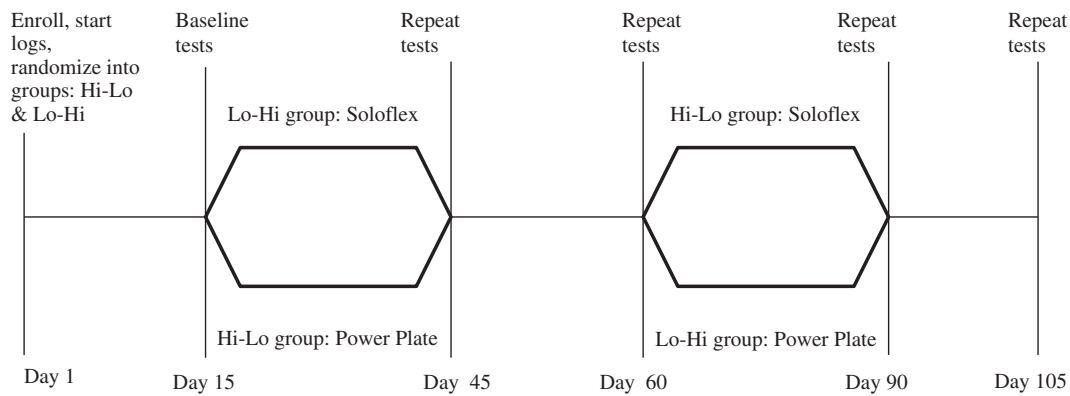 Enroll, start
logs,
randomize into
groups: Hi-Lo
& Lo-Hi
Baseline
tests
Repeat
tests
Repeat
tests
Repeat
tests
Repeat
tests
Lo-Hi group: Soloflex
Hi-Lo group: Soloflex
Hi-Lo group: Power Plate
Lo-Hi group: Power Plate
Day 1
Day 15
Day 45
Day 60
Day 90
Day 105